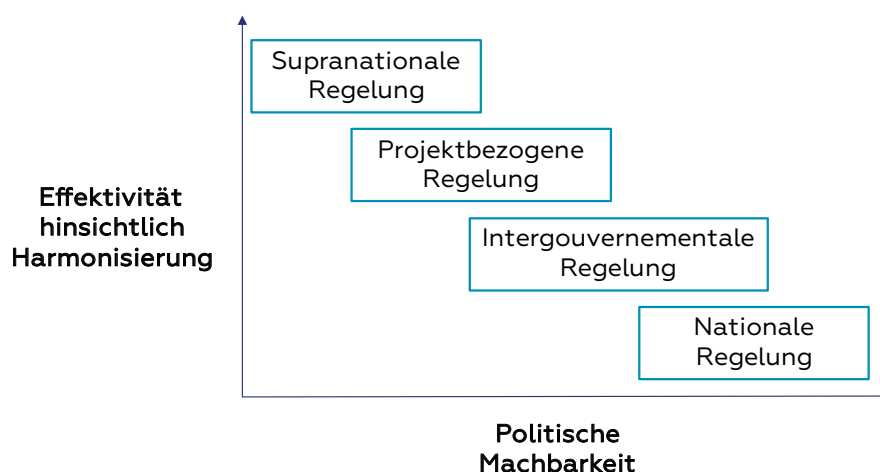 Supranationale
Regelung
Projektbezogene
Regelung
Effektivität
hinsichtlich
Harmonisierung
Intergouvernementale
Regelung
Nationale
Regelung
Politische
Machbarkeit